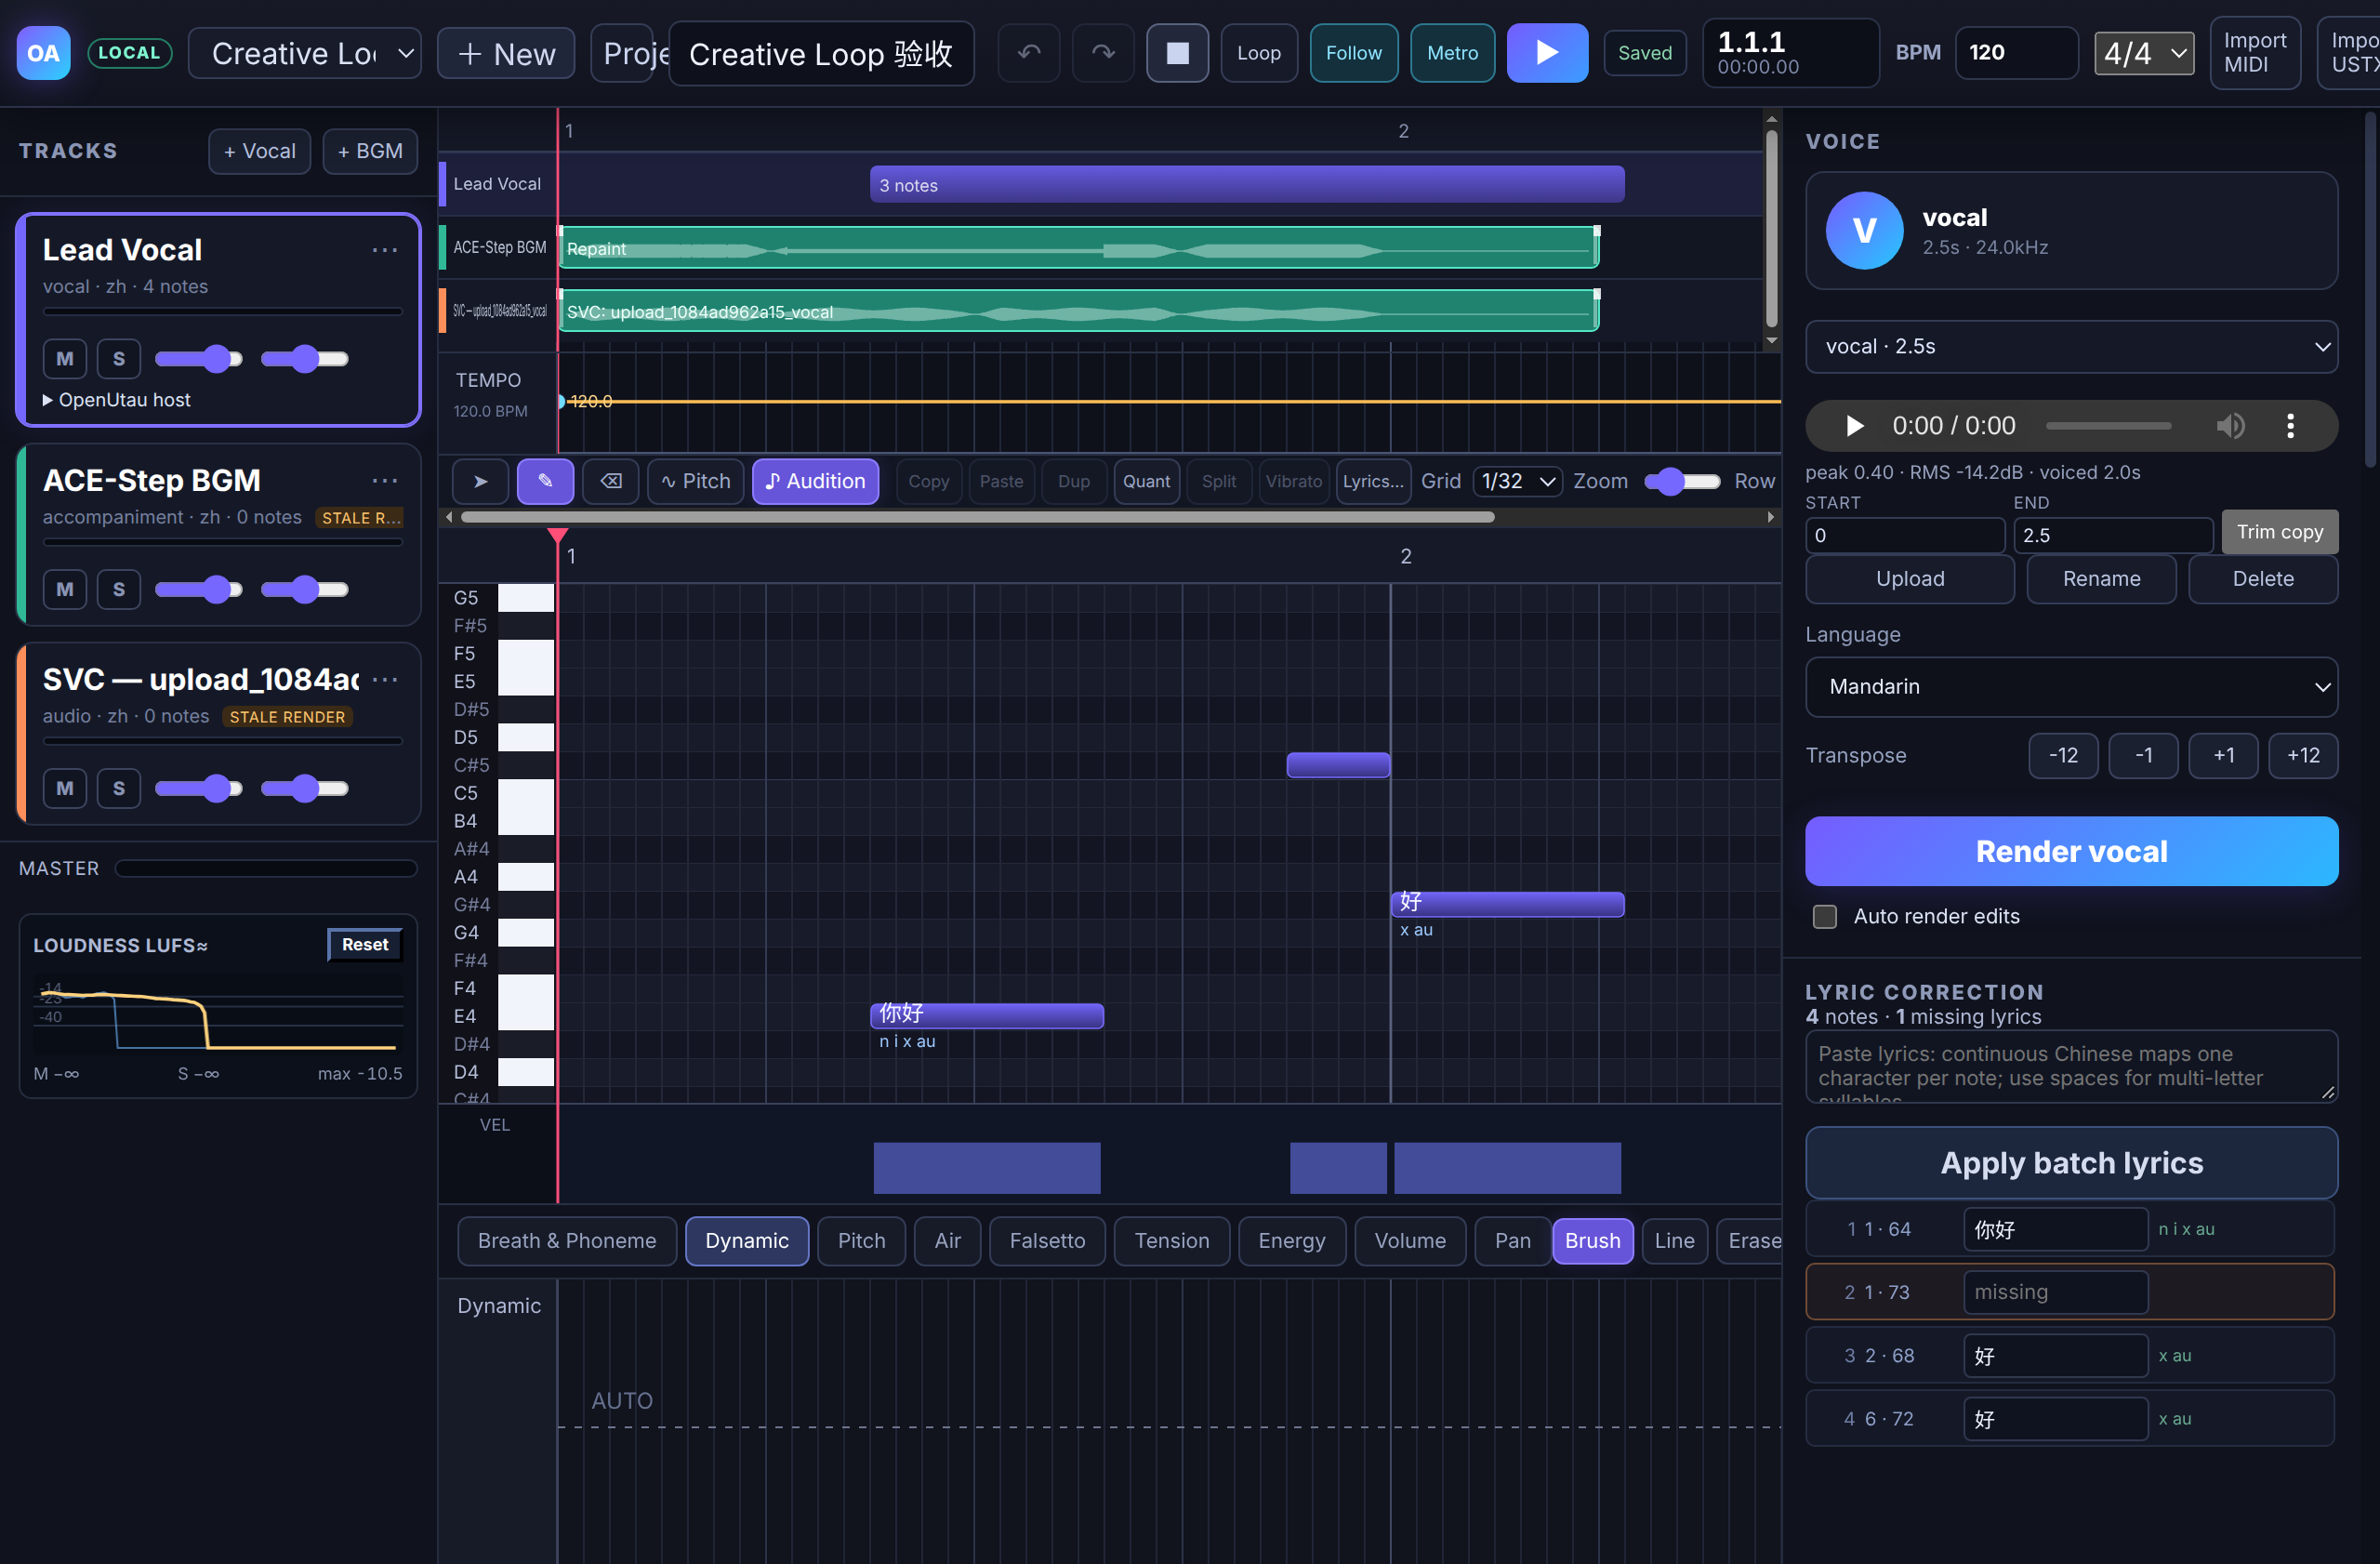 OA
LOCAL
Creative Lo
+ New
Proje
Creative Loop 验收
Loop
Follow
Metro
Saved
1.1.1
00:00.00
BPM
120
4/4
Import
MIDI
Impo
USTX
TRACKS
+ Vocal
+ BGM
Lead Vocal
vocal · zh · 4 notes
M
S
OpenUtau host
ACE-Step BGM
accompaniment · zh · 0 notes
STALE R...
M
S
SVC — upload_1084ad
audio · zh · 0 notes
STALE RENDER
M
S
MASTER
LOUDNESS LUFS≈
Reset
-14
-23
-40
M −∞
S −∞
max -10.5
1
2
Lead Vocal
3 notes
ACE-Step BGM
Repaint
SVC — upload_1084ad962a15_vocal
SVC: upload_1084ad962a15_vocal
TEMPO
120.0 BPM
120.0
∿ Pitch
♪ Audition
Copy
Paste
Dup
Quant
Split
Vibrato
Lyrics...
Grid
1/32
Zoom
Row
1
2
G5
F#5
F5
E5
D#5
D5
C#5
C5
B4
A#4
A4
G#4
G4
F#4
F4
E4
D#4
D4
C#4
好
x au
你好
n i x au
VEL
Breath & Phoneme
Dynamic
Pitch
Air
Falsetto
Tension
Energy
Volume
Pan
Brush
Line
Erase
Dynamic
AUTO
VOICE
V
vocal
2.5s · 24.0kHz
vocal · 2.5s
0:00 / 0:00
peak 0.40 · RMS -14.2dB · voiced 2.0s
START
END
0
2.5
Trim copy
Upload
Rename
Delete
Language
Mandarin
Transpose
-12
-1
+1
+12
Render vocal
Auto render edits
LYRIC CORRECTION
4 notes · 1 missing lyrics
Paste lyrics: continuous Chinese maps one
character per note; use spaces for multi-letter
syllables
Apply batch lyrics
1 1 · 64
你好
n i x au
2 1 · 73
missing
3 2 · 68
好
x au
4 6 · 72
好
x au